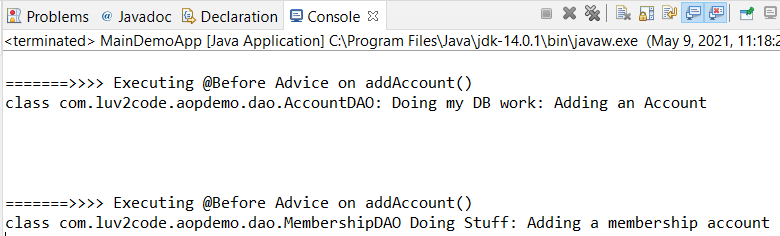 Problems @ Javadoc Declaration Console
<terminated> MainDemoApp [Java Application] C:\Program Files\Java\jdk-14.0.1\bin\javaw.exe (May 9, 2021, 11:18:2
=======>>>> Executing @Before Advice on addAccount()
class com.luv2code.aopdemo.dao.AccountDAO: Doing my DB work: Adding an Account
=======>>>> Executing @Before Advice on addAccount()
class com.luv2code.aopdemo.dao.MembershipDAO Doing Stuff: Adding a membership account